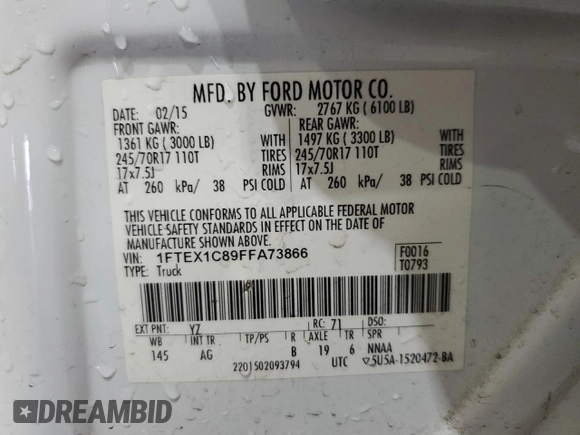 MFD. BY FORD MOTOR CO.
DATE: 02/15 GVWR: 2767 KG ( 6100 LB)
FRONT GAWR: REAR GAWR:
1361 KG ( 3000 LB) WITH 1497 KG ( 3300 LB) WITH
245/70R17 110T TIRES 245/70R17 110T TIRES
17x7.5J RIMS 17x7.5J RIMS
AT 260 kPa/ 38 PSI COLD AT 260 kPa/ 38 PSI COLD
THIS VEHICLE CONFORMS TO ALL APPLICABLE FEDERAL MOTOR
VEHICLE SAFETY STANDARDS IN EFFECT ON THE DATE OF
MANUFACTURE SHOWN ABOVE.
VIN: 1FTEX1C89FFA73866 F0016
TYPE: Truck T0793
EXT PNT: YZ RC: 71 DSO:
WB INT TR TP/PS R AXLE TR SPR
145 AG B 19 6 NNAA
2201502093794 UTC ▽5U5A-1520472-BA
DREAMBID.COM